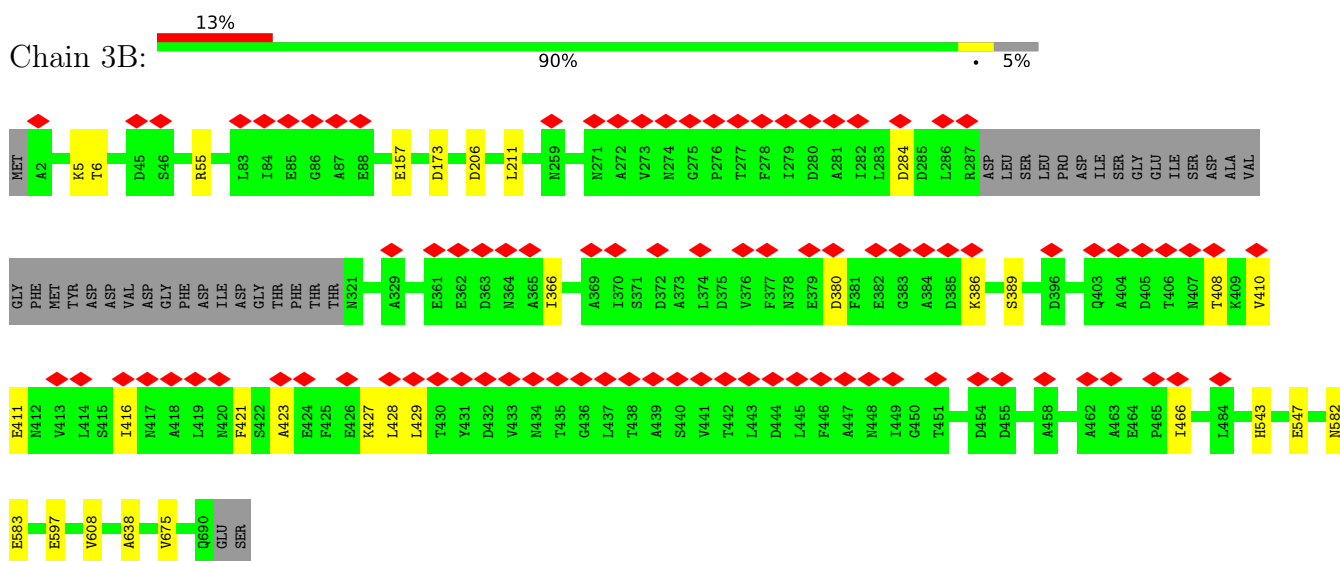 13%
Chain 3B:
90% • 5%
MET A2 K5 T6 D45 S46 R55 L83 I84 E85 G86 A87 E88 E157 D173 D206 L211 N259 N271 A272 V273 N274 G275 P276 T277 F278 I279 D280 A281 I282 L283 D284 D285 L286 R287 ASP LEU SER LEU PRO ASP ILE SER GLY GLU ILE SER ASP ALA VAL
GLY PHE MET TYR ASP ASP VAL ASP GLY PHE ASP ILE ASP GLY THR PHE THR THR N321 A329 E361 E362 D363 N364 A365 I366 A369 I370 S371 D372 A373 L374 D375 V376 F377 N378 E379 D380 F381 E382 G383 A384 D385 K386 S389 D396 Q403 A404 D405 T406 N407 T408 K409 V410
E411 N412 V413 L414 S415 I416 N417 A418 L419 N420 F421 S422 A423 E424 F425 E426 K427 L428 L429 T430 Y431 D432 V433 N434 T435 G436 L437 T438 A439 S440 V441 T442 L443 D444 L445 F446 A447 N448 I449 G450 T451 D454 D455 A458 A462 A463 E464 P465 I466 L484 H543 E547 N582
E583 E597 V608 A638 V675 Q690 GLU SER